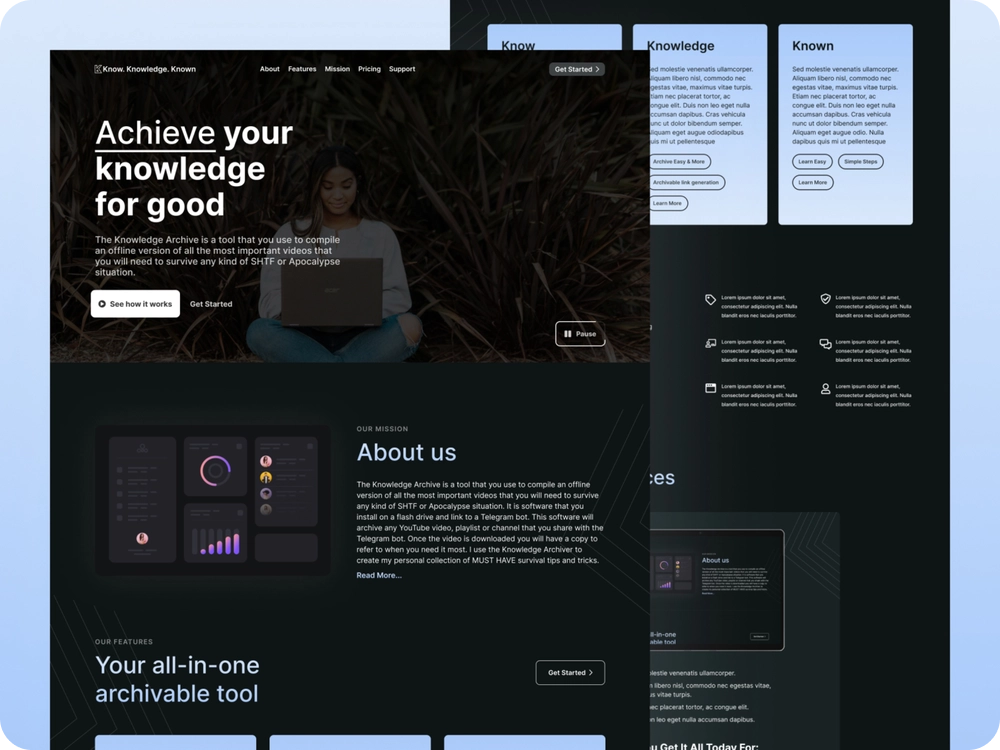 Know. Knowledge. Known
About Features Mission Pricing Support
Get Started
Achieve your
knowledge
for good
The Knowledge Archive is a tool that you use to compile
an offline version of all the most important videos that
you will need to survive any kind of SHTF or Apocalypse
situation.
See how it works
Get Started
Pause
OUR MISSION
About us
The Knowledge Archive is a tool that you use to compile an offline
version of all the most important videos that you will need to survive
any kind of SHTF or Apocalypse situation. It is software that you
install on a flash drive and link to a Telegram bot. This software will
archive any YouTube video, playlist or channel that you share with the
Telegram bot. Once the video is downloaded you will have a copy to
refer to when you need it most. I use the Knowledge Archiver to
create my personal collection of MUST HAVE survival tips and tricks.
Read More...
OUR FEATURES
Your all-in-one
archivable tool
Get Started
Know
Knowledge
Sed molestie venenatis ullamcorper.
Aliquam libero nisl, commodo nec
egestas vitae, maximus vitae turpis.
Etiam nec placerat tortor, ac
congue elit. Duis non leo eget nulla
accumsan dapibus. Cras vehicula
nunc ut dolor bibendum semper.
Aliquam eget augue odiodapibus
quis mi ut pellentesque
Archive Easy & More
Archivable link generation
Learn More
Known
Sed molestie venenatis ullamcorper.
Aliquam libero nisl, commodo nec
egestas vitae, maximus vitae turpis.
Etiam nec placerat tortor, ac
congue elit. Duis non leo eget nulla
accumsan dapibus. Cras vehicula
nunc ut dolor bibendum semper.
Aliquam eget augue odio. Nulla
dapibus quis mi ut pellentesque
Learn Easy
Simple Steps
Learn More
Lorem ipsum dolor sit amet,
consectetur adipiscing elit. Nulla
blandit eros nec iaculis porttitor.
Lorem ipsum dolor sit amet,
consectetur adipiscing elit. Nulla
blandit eros nec iaculis porttitor.
Lorem ipsum dolor sit amet,
consectetur adipiscing elit. Nulla
blandit eros nec iaculis porttitor.
Lorem ipsum dolor sit amet,
consectetur adipiscing elit. Nulla
blandit eros nec iaculis porttitor.
Lorem ipsum dolor sit amet,
consectetur adipiscing elit. Nulla
blandit eros nec iaculis porttitor.
Lorem ipsum dolor sit amet,
consectetur adipiscing elit. Nulla
blandit eros nec iaculis porttitor.
ces
About us
ll-in-one
ble tool
olestie venenatis ullamcorper.
libero nisl, commodo nec egestas vitae,
us vitae turpis.
nec placerat tortor, ac congue elit.
on leo eget nulla accumsan dapibus.
u Get It All Today For: